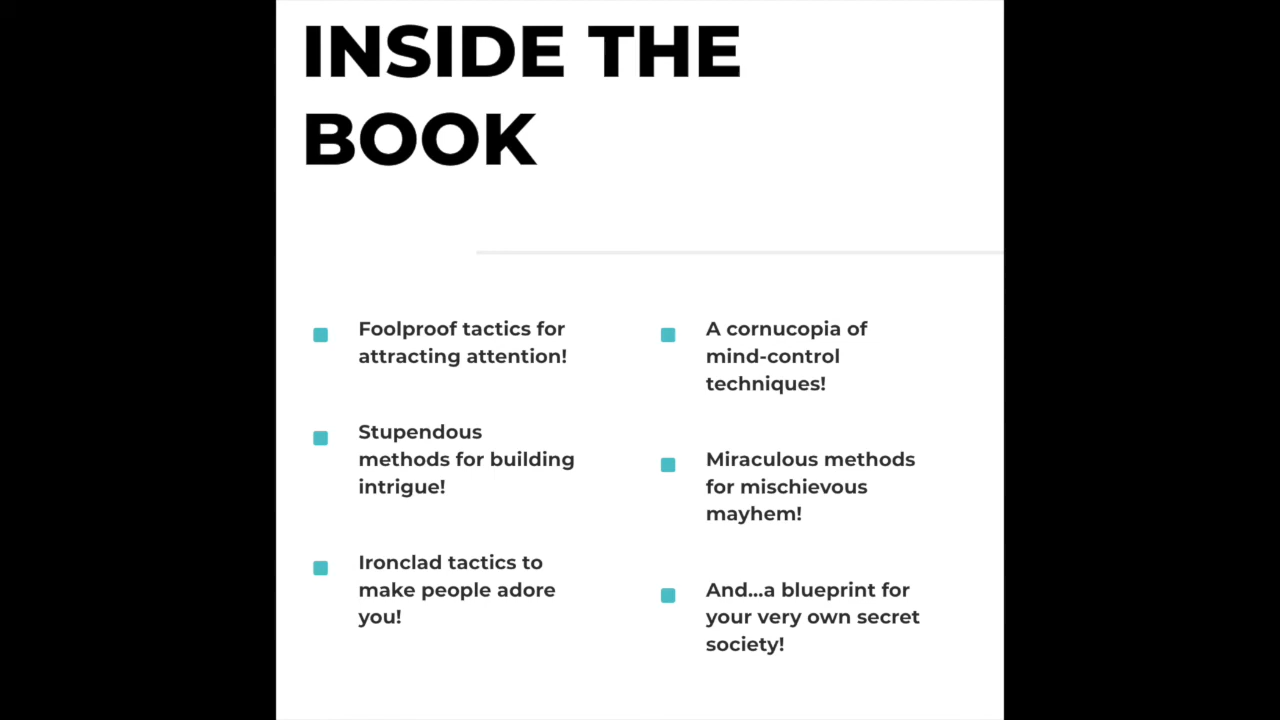 INSIDE THE
BOOK
Foolproof tactics for
attracting attention!
Stupendous
methods for building
intrigue!
Ironclad tactics to
make people adore
you!
A cornucopia of
mind-control
techniques!
Miraculous methods
for mischievous
mayhem!
And...a blueprint for
your very own secret
society!